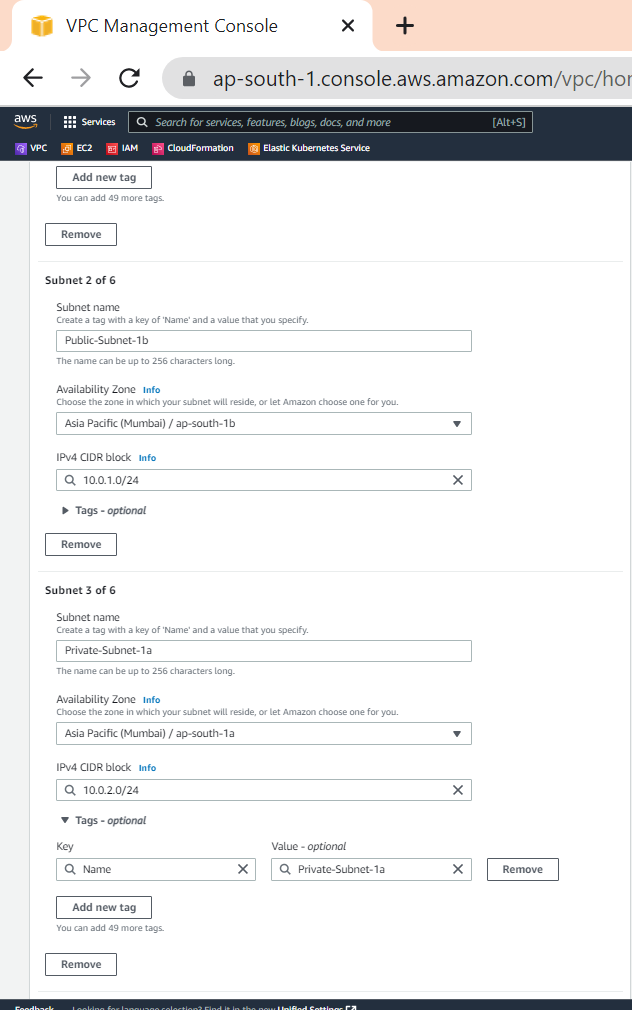 VPC Management Console
ap-south-1.console.aws.amazon.com/vpc/hor
aws Services Search for services, features, blogs, docs, and more [Alt+S]
VPC EC2 IAM CloudFormation Elastic Kubernetes Service
Add new tag
You can add 49 more tags.
Remove
Subnet 2 of 6
Subnet name
Create a tag with a key of 'Name' and a value that you specify.
Public-Subnet-1b
The name can be up to 256 characters long.
Availability Zone Info
Choose the zone in which your subnet will reside, or let Amazon choose one for you.
Asia Pacific (Mumbai) / ap-south-1b
IPv4 CIDR block Info
10.0.1.0/24
Tags - optional
Remove
Subnet 3 of 6
Subnet name
Create a tag with a key of 'Name' and a value that you specify.
Private-Subnet-1a
The name can be up to 256 characters long.
Availability Zone Info
Choose the zone in which your subnet will reside, or let Amazon choose one for you.
Asia Pacific (Mumbai) / ap-south-1a
IPv4 CIDR block Info
10.0.2.0/24
Tags - optional
Key Value - optional
Name Private-Subnet-1a Remove
Add new tag
You can add 49 more tags.
Remove
Feedback Looking for language selection? Find it in the new Unified Settings